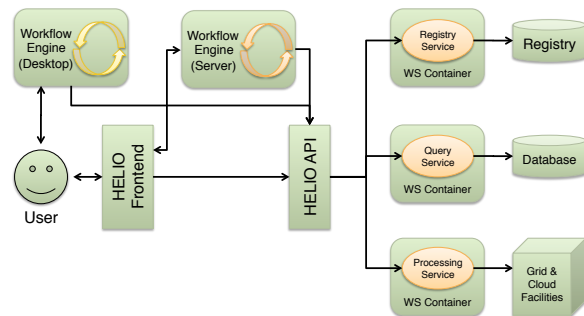 Workflow
Engine
(Desktop)
Workflow
Engine
(Server)
User
HELIO
Frontend
HELIO API
Registry
Service
WS Container
Registry
Query
Service
WS Container
Database
Processing
Service
WS Container
Grid &
Cloud
Facilities